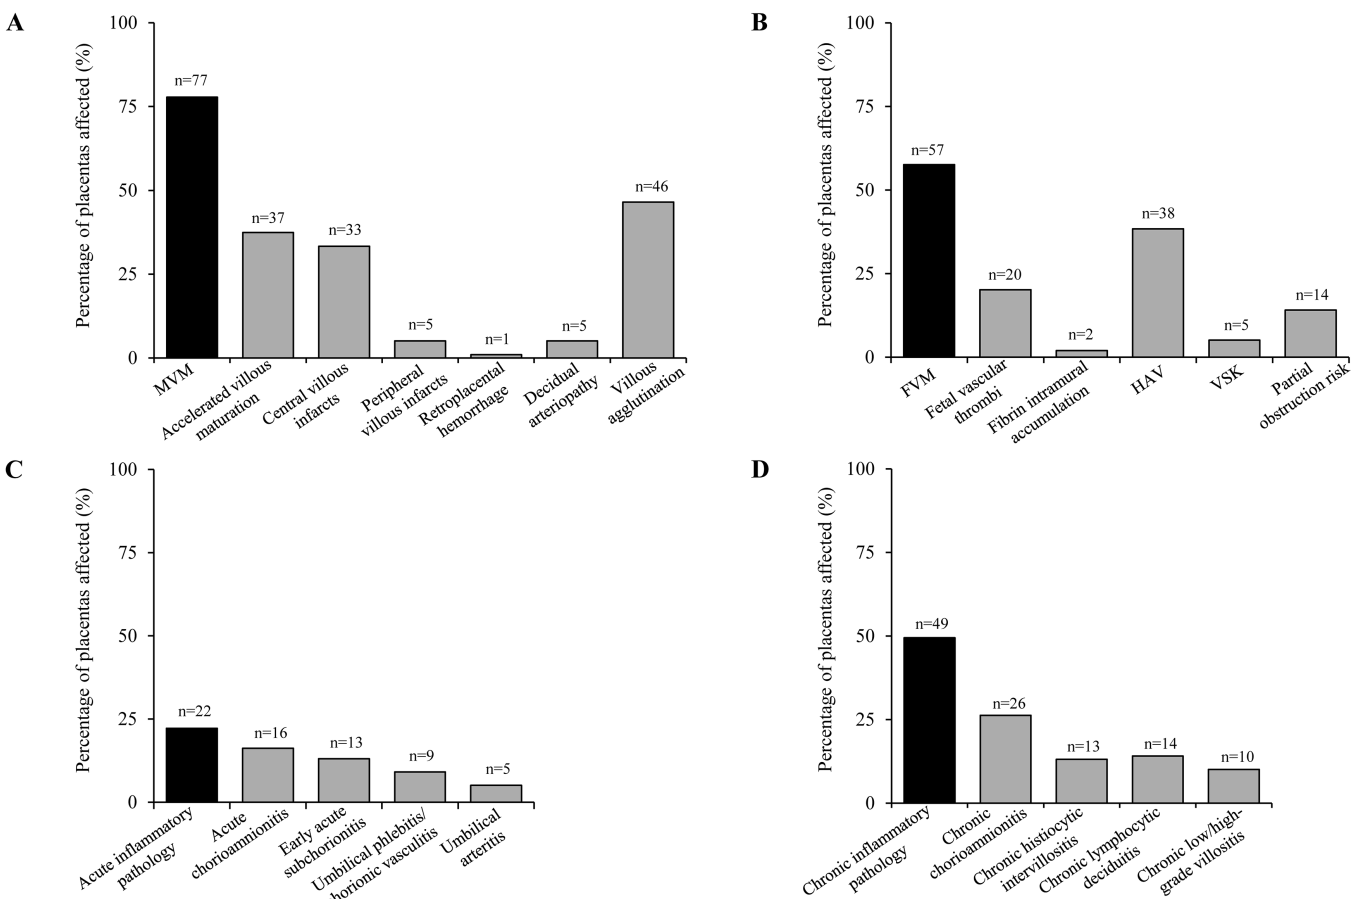 A
Percentage of placentas affected (%)
100
75
50
25
0
n=77
n=37
n=33
n=5
n=1
n=5
n=46
MVM
Accelerated villous
maturation
Central villous
infarcts
Peripheral
villous infarcts
Retroplacental
hemorrhage
Decidual
arteriopathy
Villous
agglutination
B
Percentage of placentas affected (%)
100
75
50
25
0
n=57
n=20
n=2
n=38
n=5
n=14
FVM
Fetal vascular
thrombi
Fibrin intramural
accumulation
HAV
VSK
Partial
obstruction risk
C
Percentage of placentas affected (%)
100
75
50
25
0
n=22
n=16
n=13
n=9
n=5
Acute inflammatory
pathology
Acute
chorioamnionitis
Early acute
subchorionitis
Umbilical phlebitis/
horionic vasculitis
Umbilical
arteritis
D
Percentage of placentas affected (%)
100
75
50
25
0
n=49
n=26
n=13
n=14
n=10
Chronic inflammatory
pathology
Chronic
chorioamnionitis
Chronic histiocytic
intervillositis
Chronic lymphocytic
deciduitis
Chronic low/high-
grade villositis